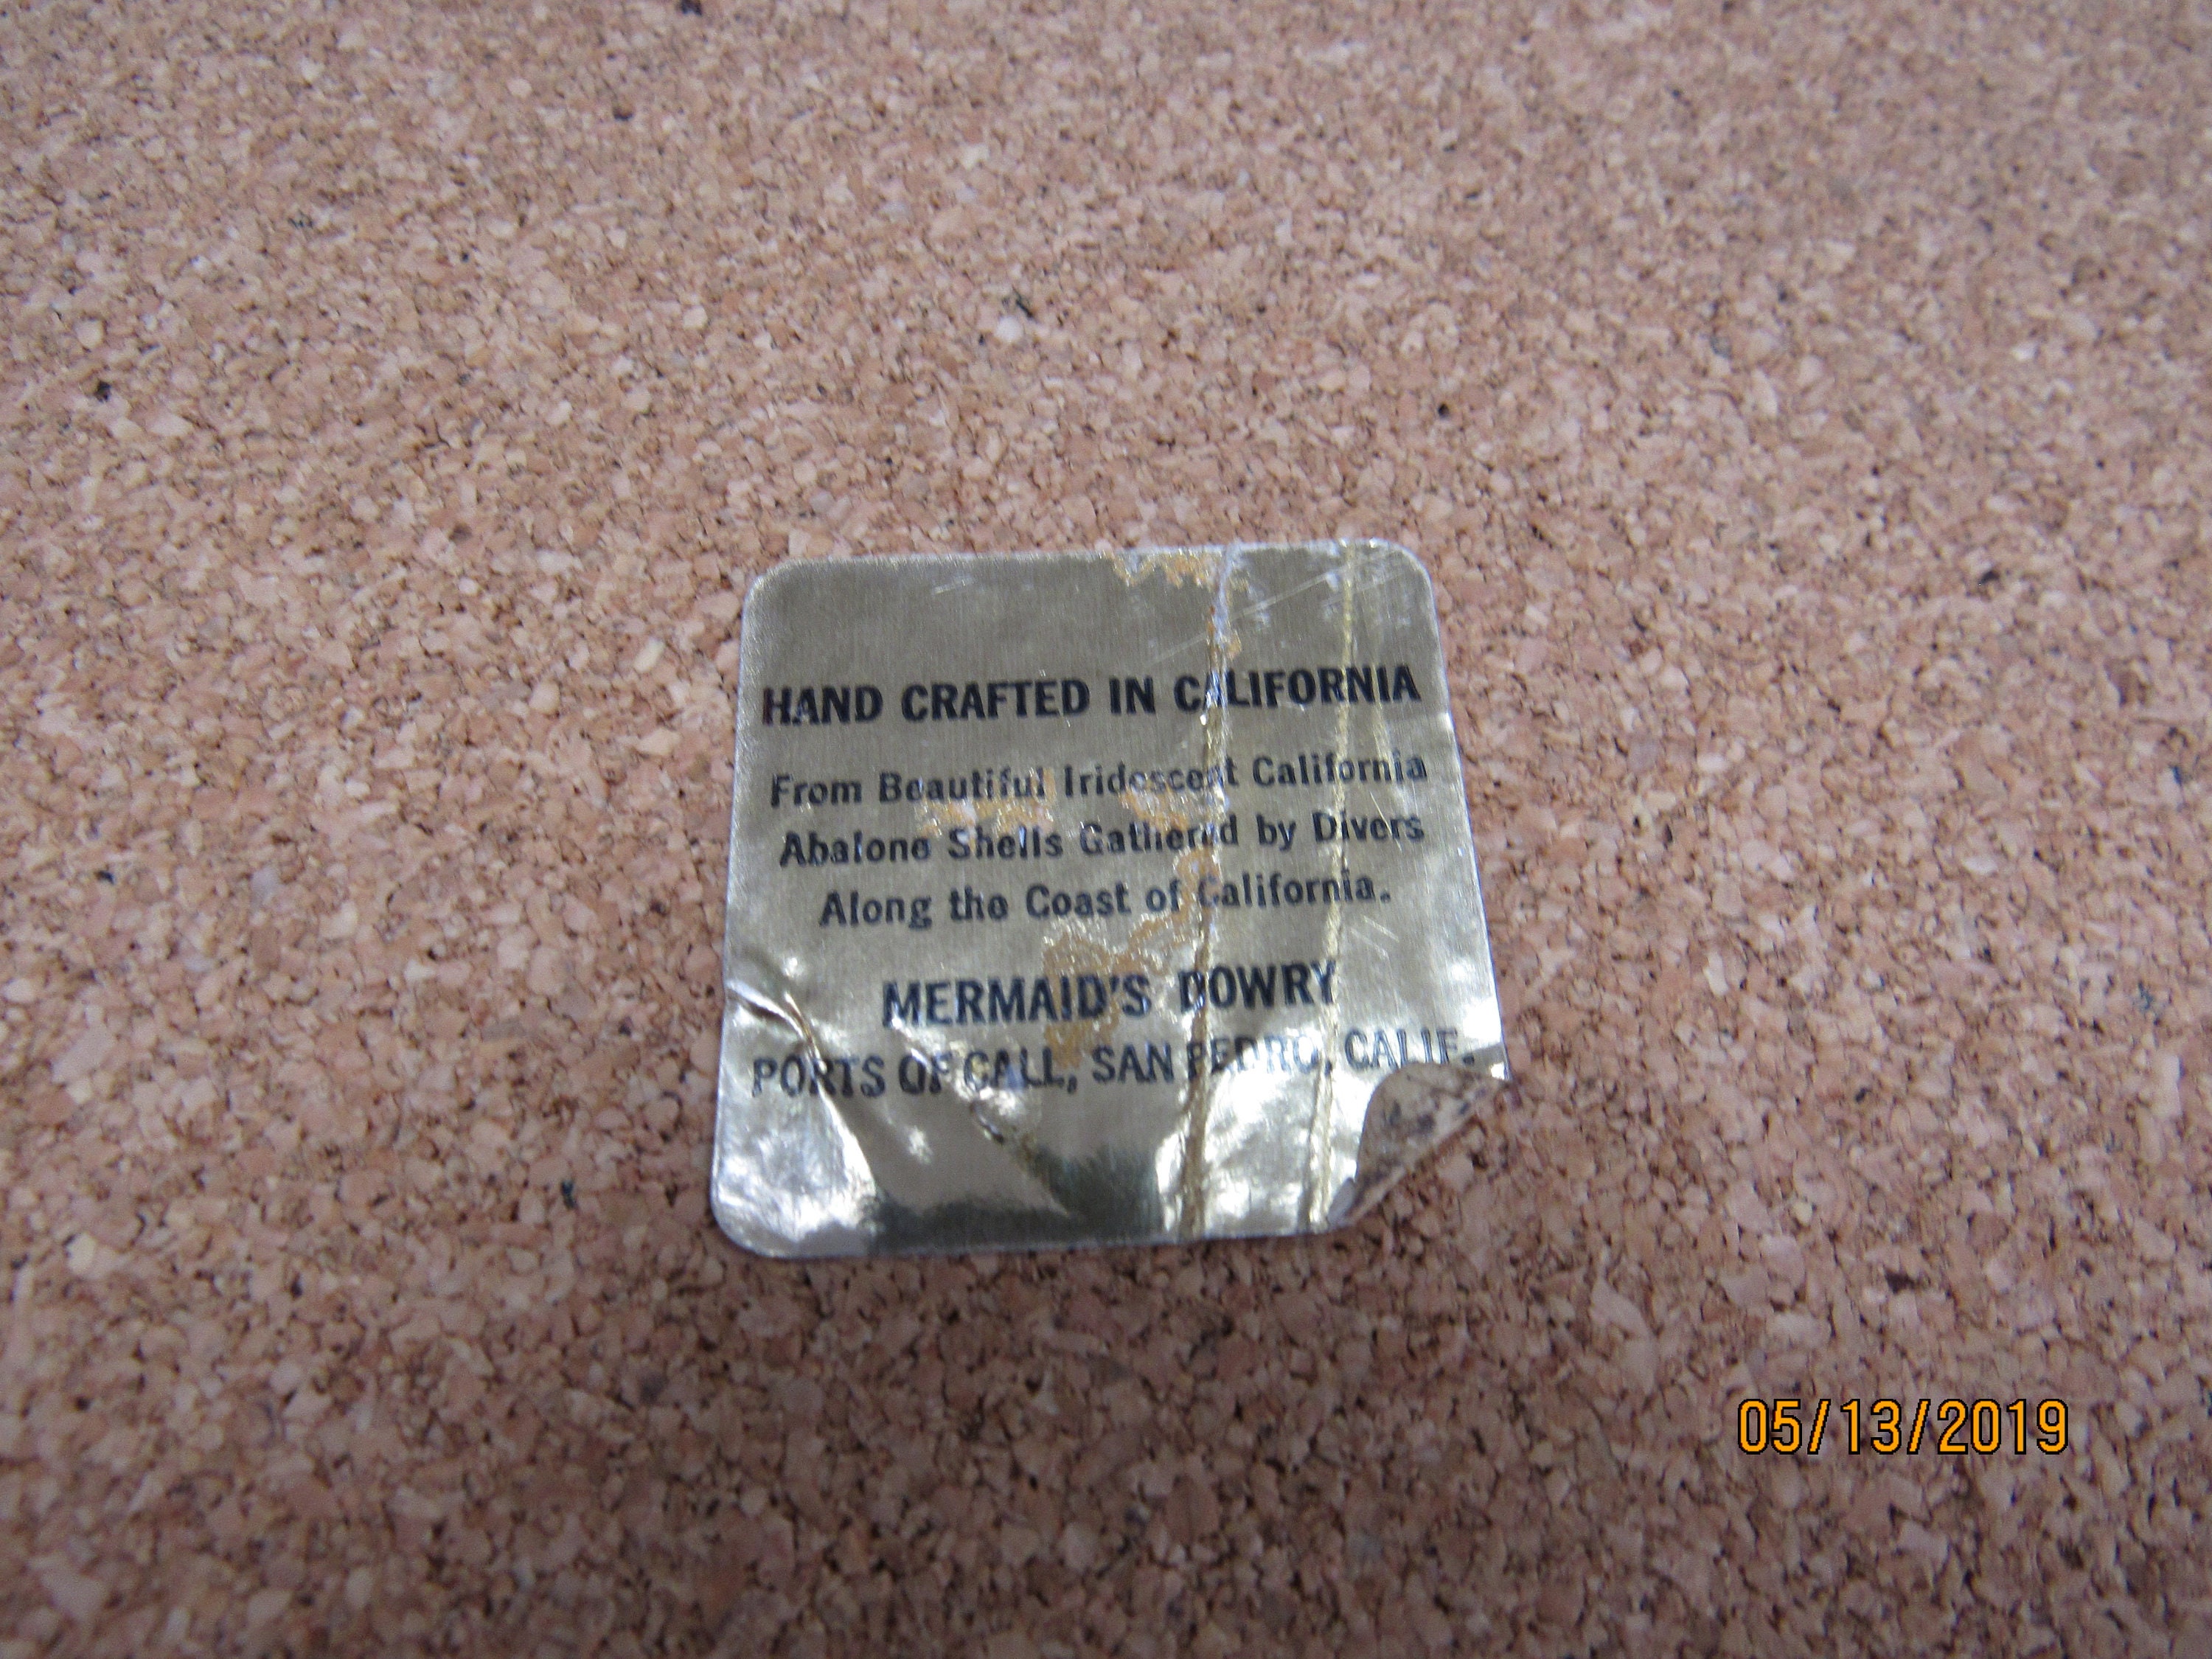 HAND CRAFTED IN CALIFORNIA
From Beautiful Iridescent California
Abalone Shells Gathered by Divers
Along the Coast of California.
MERMAID'S DOWRY
PORTS OF CALL, SAN PEDRO, CALIF.
05/13/2019